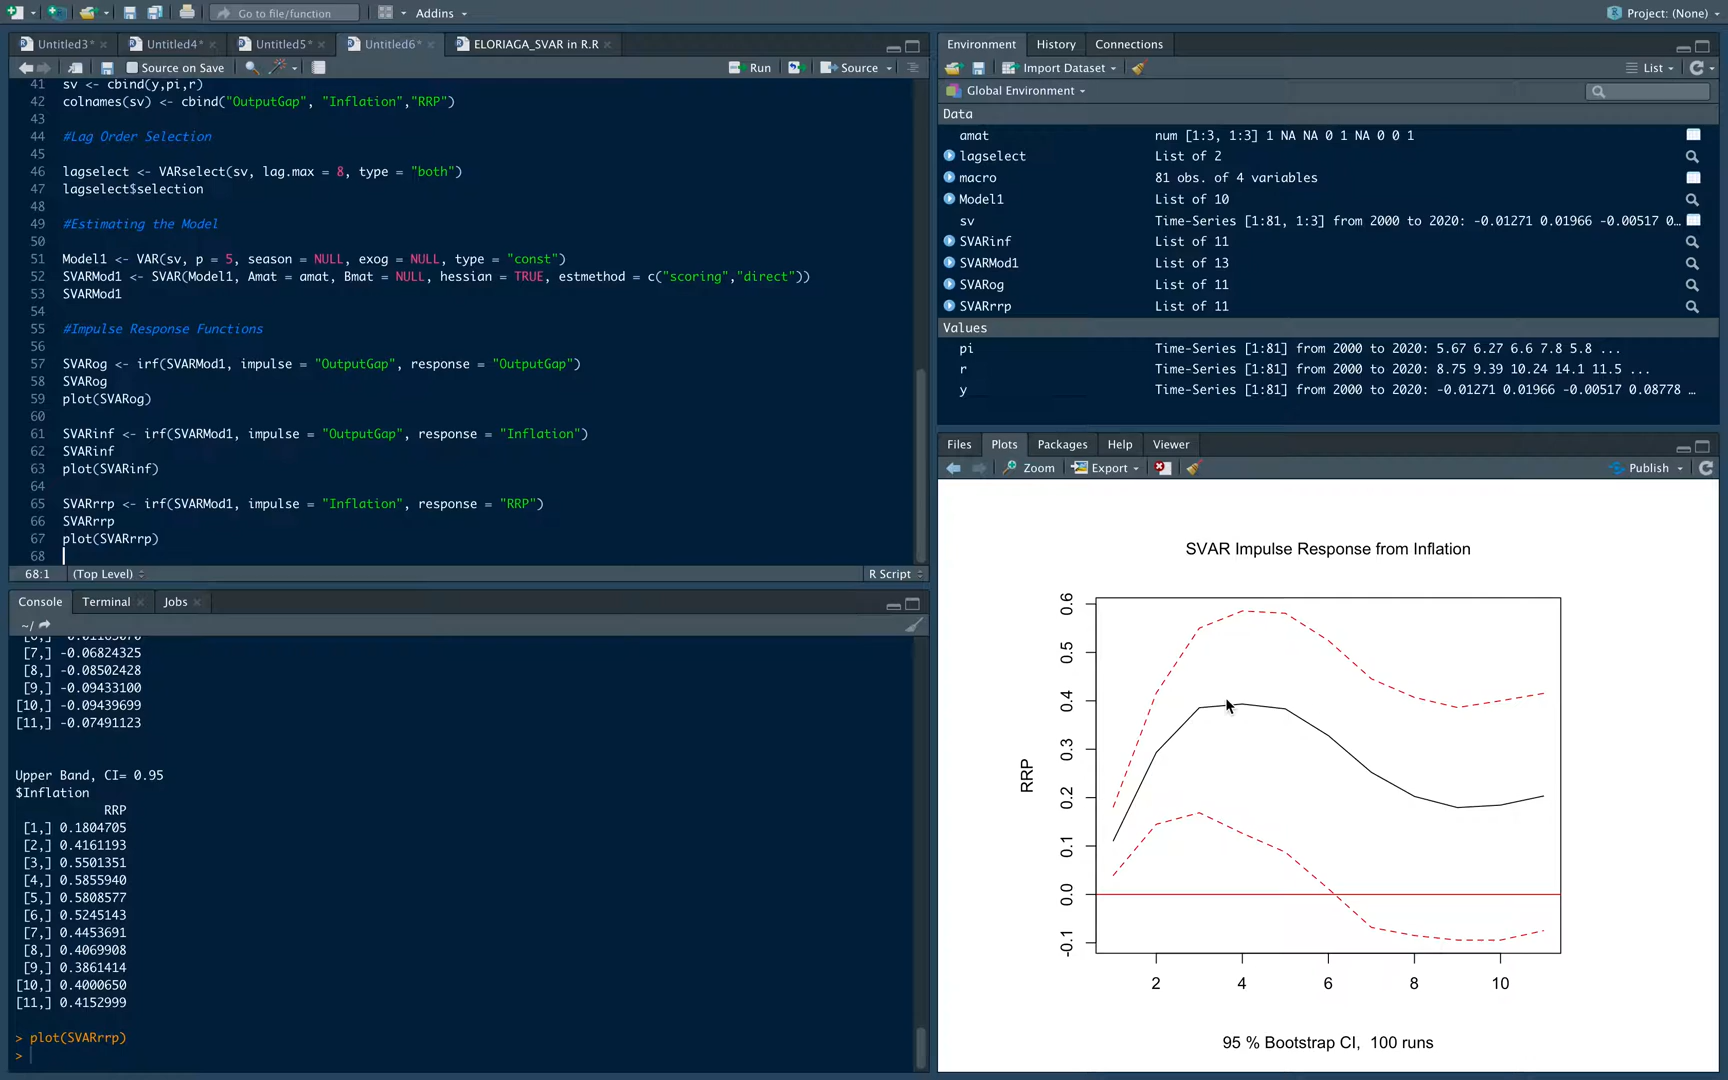 Go to file/function
Addins
Project: (None)
Untitled3*
Untitled4*
Untitled5*
Untitled6*
ELORIAGA_SVAR in R.R
Source on Save
Run
Source
41 sv <- cbind(y,pi,r)
42 colnames(sv) <- cbind("OutputGap", "Inflation","RRP")
43
44 #Lag Order Selection
45
46 lagselect <- VARselect(sv, lag.max = 8, type = "both")
47 lagselect$selection
48
49 #Estimating the Model
50
51 Model1 <- VAR(sv, p = 5, season = NULL, exog = NULL, type = "const")
52 SVARMod1 <- SVAR(Model1, Amat = amat, Bmat = NULL, hessian = TRUE, estmethod = c("scoring","direct"))
53 SVARMod1
54
55 #Impulse Response Functions
56
57 SVARog <- irf(SVARMod1, impulse = "OutputGap", response = "OutputGap")
58 SVARog
59 plot(SVARog)
60
61 SVARinf <- irf(SVARMod1, impulse = "OutputGap", response = "Inflation")
62 SVARinf
63 plot(SVARinf)
64
65 SVARrrp <- irf(SVARMod1, impulse = "Inflation", response = "RRP")
66 SVARrrp
67 plot(SVARrrp)
68
68:1 (Top Level)
R Script
Console
Terminal
Jobs
~/
[7,] -0.06824325
[8,] -0.08502428
[9,] -0.09433100
[10,] -0.09439699
[11,] -0.07491123
Upper Band, CI= 0.95
$Inflation
RRP
[1,] 0.1804705
[2,] 0.4161193
[3,] 0.5501351
[4,] 0.5855940
[5,] 0.5808577
[6,] 0.5245143
[7,] 0.4453691
[8,] 0.4069908
[9,] 0.3861414
[10,] 0.4000650
[11,] 0.4152999
> plot(SVARrrp)
>
Environment
History
Connections
Import Dataset
List
Global Environment
Data
amat num [1:3, 1:3] 1 NA NA 0 1 NA 0 0 1
lagselect List of 2
macro 81 obs. of 4 variables
Model1 List of 10
sv Time-Series [1:81, 1:3] from 2000 to 2020: -0.01271 0.01966 -0.00517 0…
SVARinf List of 11
SVARMod1 List of 13
SVARog List of 11
SVARrrp List of 11
Values
pi Time-Series [1:81] from 2000 to 2020: 5.67 6.27 6.6 7.8 5.8 ...
r Time-Series [1:81] from 2000 to 2020: 8.75 9.39 10.24 14.1 11.5 ...
y Time-Series [1:81] from 2000 to 2020: -0.01271 0.01966 -0.00517 0.08778 …
Files
Plots
Packages
Help
Viewer
Zoom
Export
Publish
SVAR Impulse Response from Inflation
0.6
0.5
0.4
0.3
0.2
0.1
0.0
-0.1
RRP
2 4 6 8 10
95 % Bootstrap CI, 100 runs